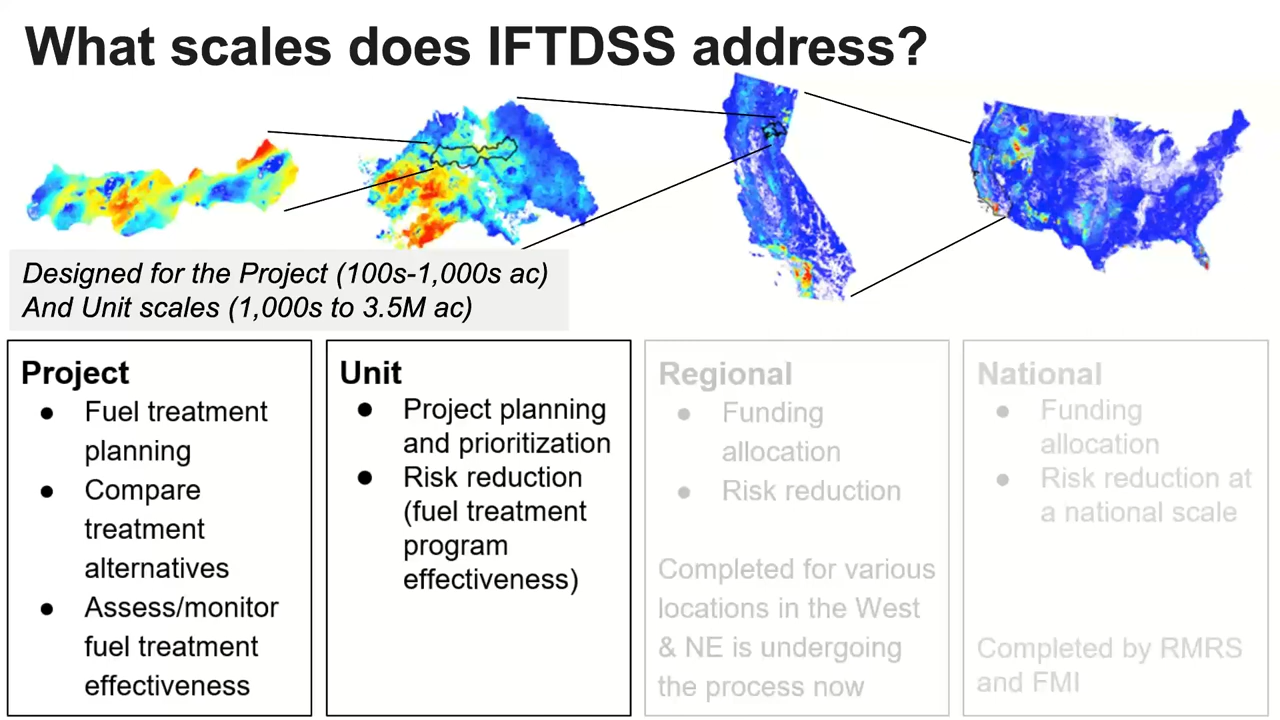 What scales does IFTDSS address?
Designed for the Project (100s-1,000s ac)
And Unit scales (1,000s to 3.5M ac)
Project
● Fuel treatment
planning
● Compare
treatment
alternatives
● Assess/monitor
fuel treatment
effectiveness
Unit
● Project planning
and prioritization
● Risk reduction
(fuel treatment
program
effectiveness)
Regional
● Funding
allocation
● Risk reduction
Completed for various
locations in the West
& NE is undergoing
the process now
National
● Funding
allocation
● Risk reduction at
a national scale
Completed by RMRS
and FMI